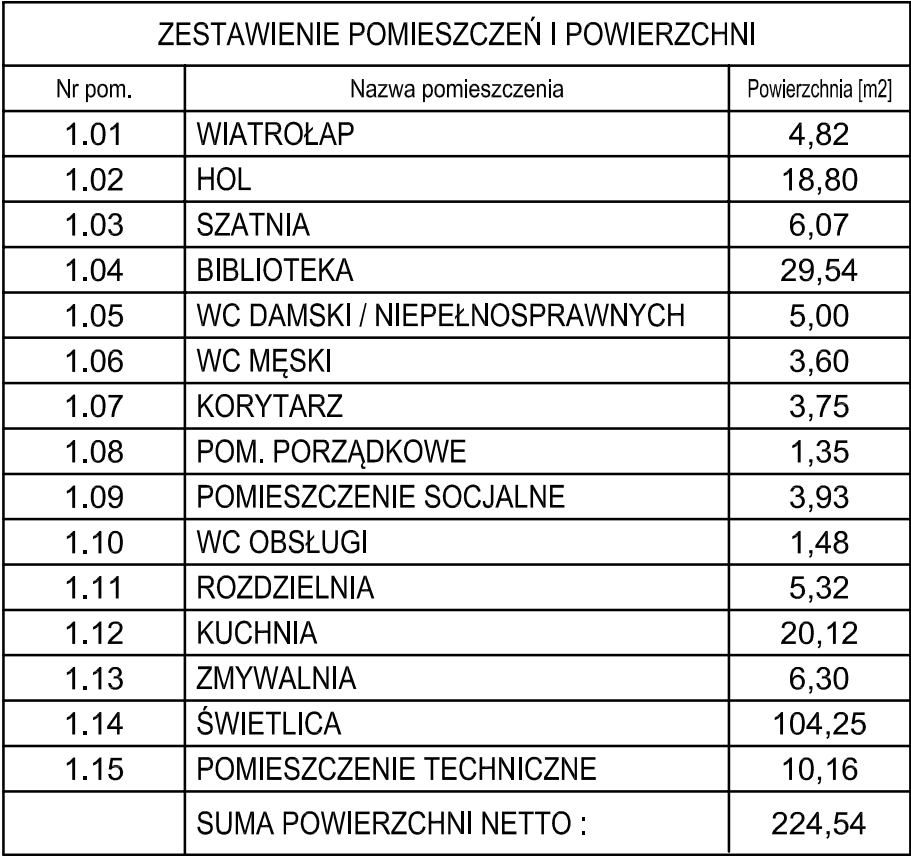 ZESTAWIENIE POMIESZCZEŃ I POWIERZCHNI
Nr pom. Nazwa pomieszczenia Powierzchnia [m2]
1.01 WIATROŁAP 4,82
1.02 HOL 18,80
1.03 SZATNIA 6,07
1.04 BIBLIOTEKA 29,54
1.05 WC DAMSKI / NIEPEŁNOSPRAWNYCH 5,00
1.06 WC MĘSKI 3,60
1.07 KORYTARZ 3,75
1.08 POM. PORZĄDKOWE 1,35
1.09 POMIESZCZENIE SOCJALNE 3,93
1.10 WC OBSŁUGI 1,48
1.11 ROZDZIELNIA 5,32
1.12 KUCHNIA 20,12
1.13 ZMYWALNIA 6,30
1.14 ŚWIETLICA 104,25
1.15 POMIESZCZENIE TECHNICZNE 10,16
SUMA POWIERZCHNI NETTO : 224,54